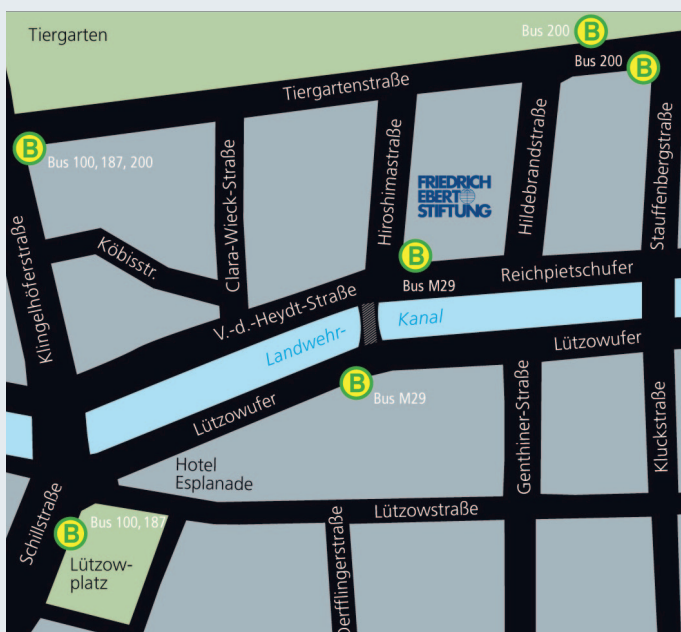 Tiergarten
Bus 200
Bus 200
Tiergartenstraße
Bus 100, 187, 200
Clara-Wieck-Straße
Hiroshimastraße
FRIEDRICH
EBERT
STIFTUNG
Hildebrandstraße
Stauffenbergstraße
Klingelhöferstraße
Köbisstr.
Bus M29
Reichpietschufer
V.-d.-Heydt-Straße
Landwehr-
Kanal
Lützowufer
Lützowufer
Bus M29
Genthiner-Straße
Kluckstraße
Hotel
Esplanade
Schillstraße
Bus 100, 187
Lützowstraße
Lützow-
platz
Derfflingerstraße
B
B
B
B
B
B